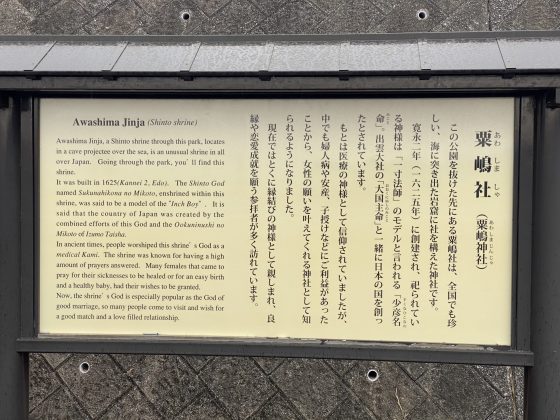 Awashima Jinja (Shinto shrine)
Awashima Jinja, a Shinto shrine through this park, locates
in a cave projectee over the sea, is an unusual shrine in all
over Japan. Going through the park, you'll find this
shrine.
It was built in 1625(Kannei 2, Edo). The Shinto God
named Sukunahikona no Mikoto, enshrined within this
shrine, was said to be a model of the "Inch Boy". It is
said that the country of Japan was created by the
combined efforts of this God and the Ookuninushi no
Mikoto of Izumo Taisha.
In ancient times, people worshiped this shrine's God as a
medical Kami. The shrine was known for having a high
amount of prayers answered. Many families that came to
pray for their sickness to be healed or for an easy birth
and a healthy baby, had their wishes to be granted.
Now, the shrine's God is especially popular as the God of
good marriage, so many people come to visit and wish for
a good match and a love filled relationship.
粟嶋社(粟嶋神社)
あわしましゃ
あわしまじんじゃ
この公園を抜けた先にある粟嶋社は、全国でも珍
しい、海に突き出た岩窟に社を構えた神社です。
寛永二年(一六二五年)に創建され、祀られてい
る神様は「一寸法師」のモデルと言われる「少彦名
命」。出雲大社の「大国主命」と一緒に日本の国を創っ
たとされています。
もとは医療の神様として信仰されていましたが、
中でも婦人病や安産、子授けなどにご利益があった
ことから、女性の願いを叶えてくれる神社として知
られるようになりました。
現在ではとくに縁結びの神様として親しまれ、良
縁や恋愛成就を願う参拝者が多く訪れています。